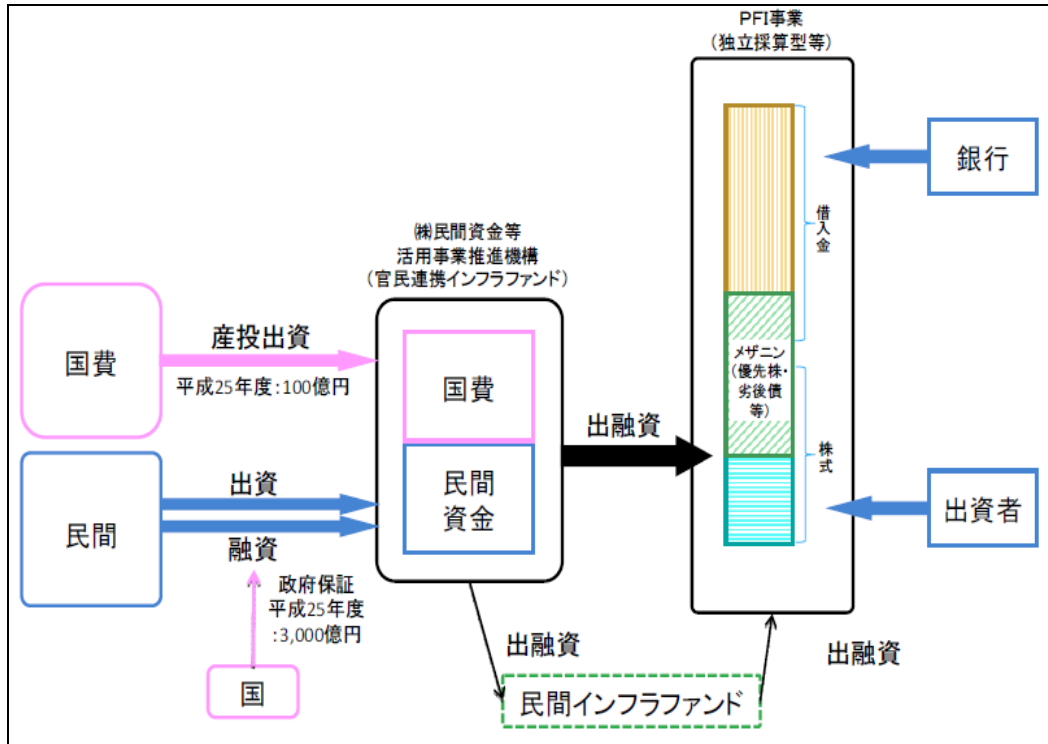 PFI事業
(独立採算型等)
銀行
借入金
㈱民間資金等
活用事業推進機構
(官民連携インフラファンド)
国費
産投出資
平成25年度:100億円
国費
メザニン
(優先株・
劣後債
等)
出融資
株式
民間
出資
融資
民間
資金
出資者
政府保証
平成25年度
:3,000億円
国
出融資
民間インフラファンド
出融資